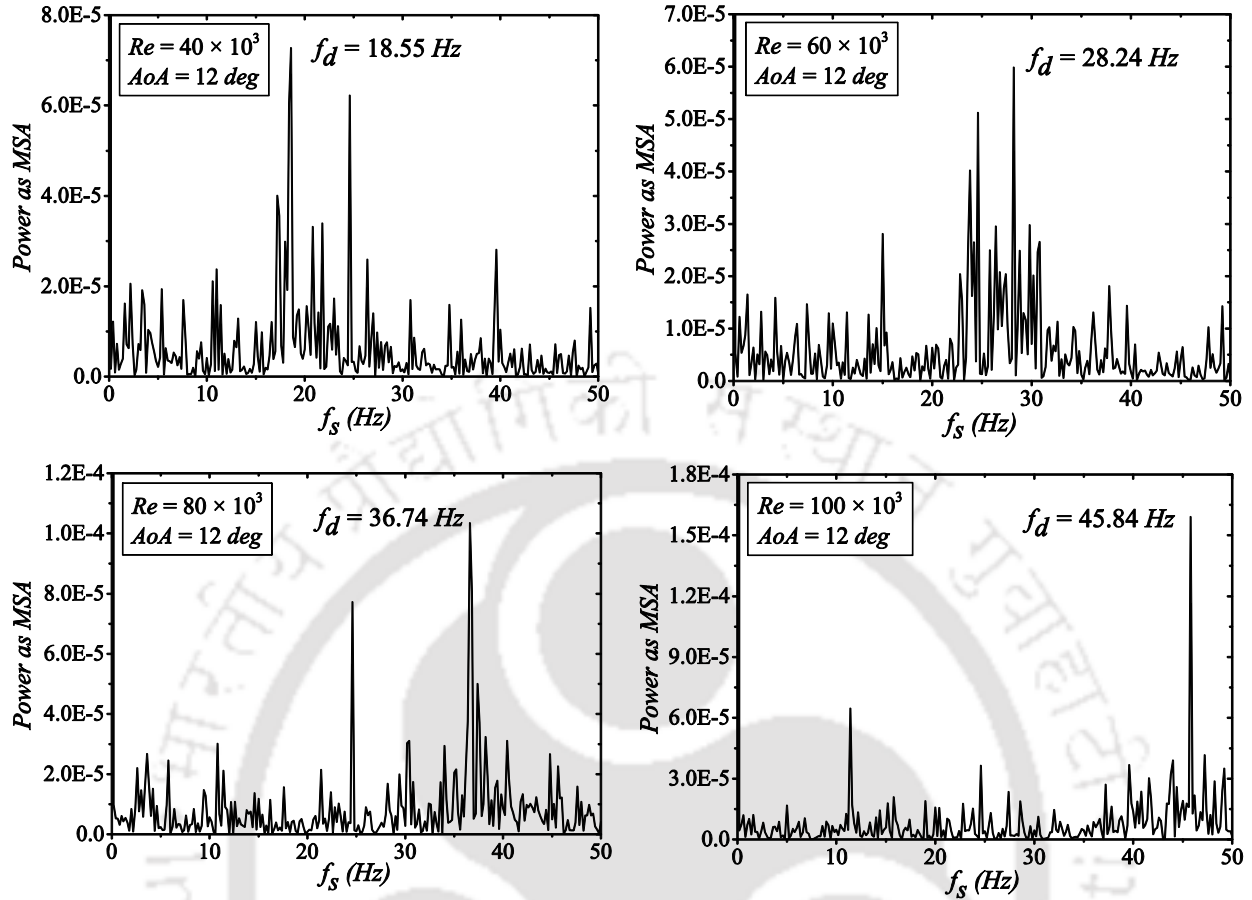 8.0E-5
6.0E-5
4.0E-5
2.0E-5
0.0
Power as MSA
Re = 40 × 10³
AoA = 12 deg
f_d = 18.55 Hz
0 10 20 30 40 50
f_s (Hz)
7.0E-5
6.0E-5
5.0E-5
4.0E-5
3.0E-5
2.0E-5
1.0E-5
0.0
Power as MSA
Re = 60 × 10³
AoA = 12 deg
f_d = 28.24 Hz
0 10 20 30 40 50
f_s (Hz)
1.2E-4
1.0E-4
8.0E-5
6.0E-5
4.0E-5
2.0E-5
0.0
Power as MSA
Re = 80 × 10³
AoA = 12 deg
f_d = 36.74 Hz
0 10 20 30 40 50
f_s (Hz)
1.8E-4
1.5E-4
1.2E-4
9.0E-5
6.0E-5
3.0E-5
0.0
Power as MSA
Re = 100 × 10³
AoA = 12 deg
f_d = 45.84 Hz
0 10 20 30 40 50
f_s (Hz)
भारतीय प्रौद्योगिकी संस्थान गुवाहाटी